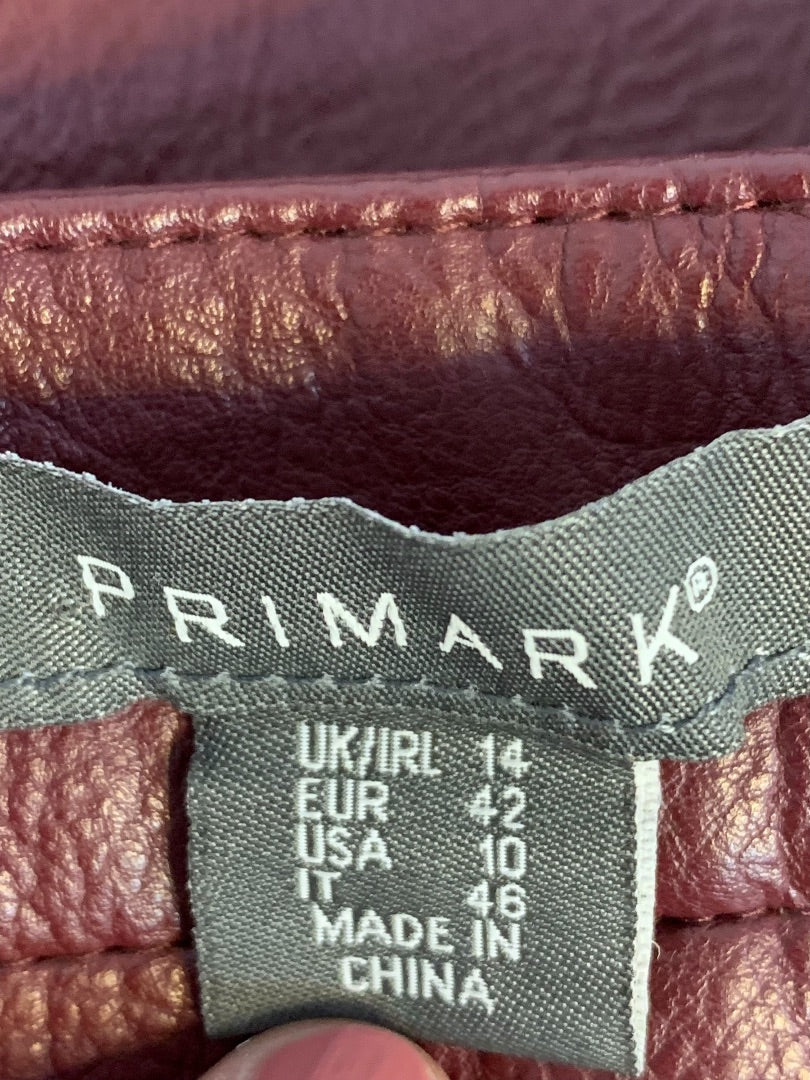 PRIMARK®
UK/IRL 14
EUR 42
USA 10
IT 46
MADE IN
CHINA